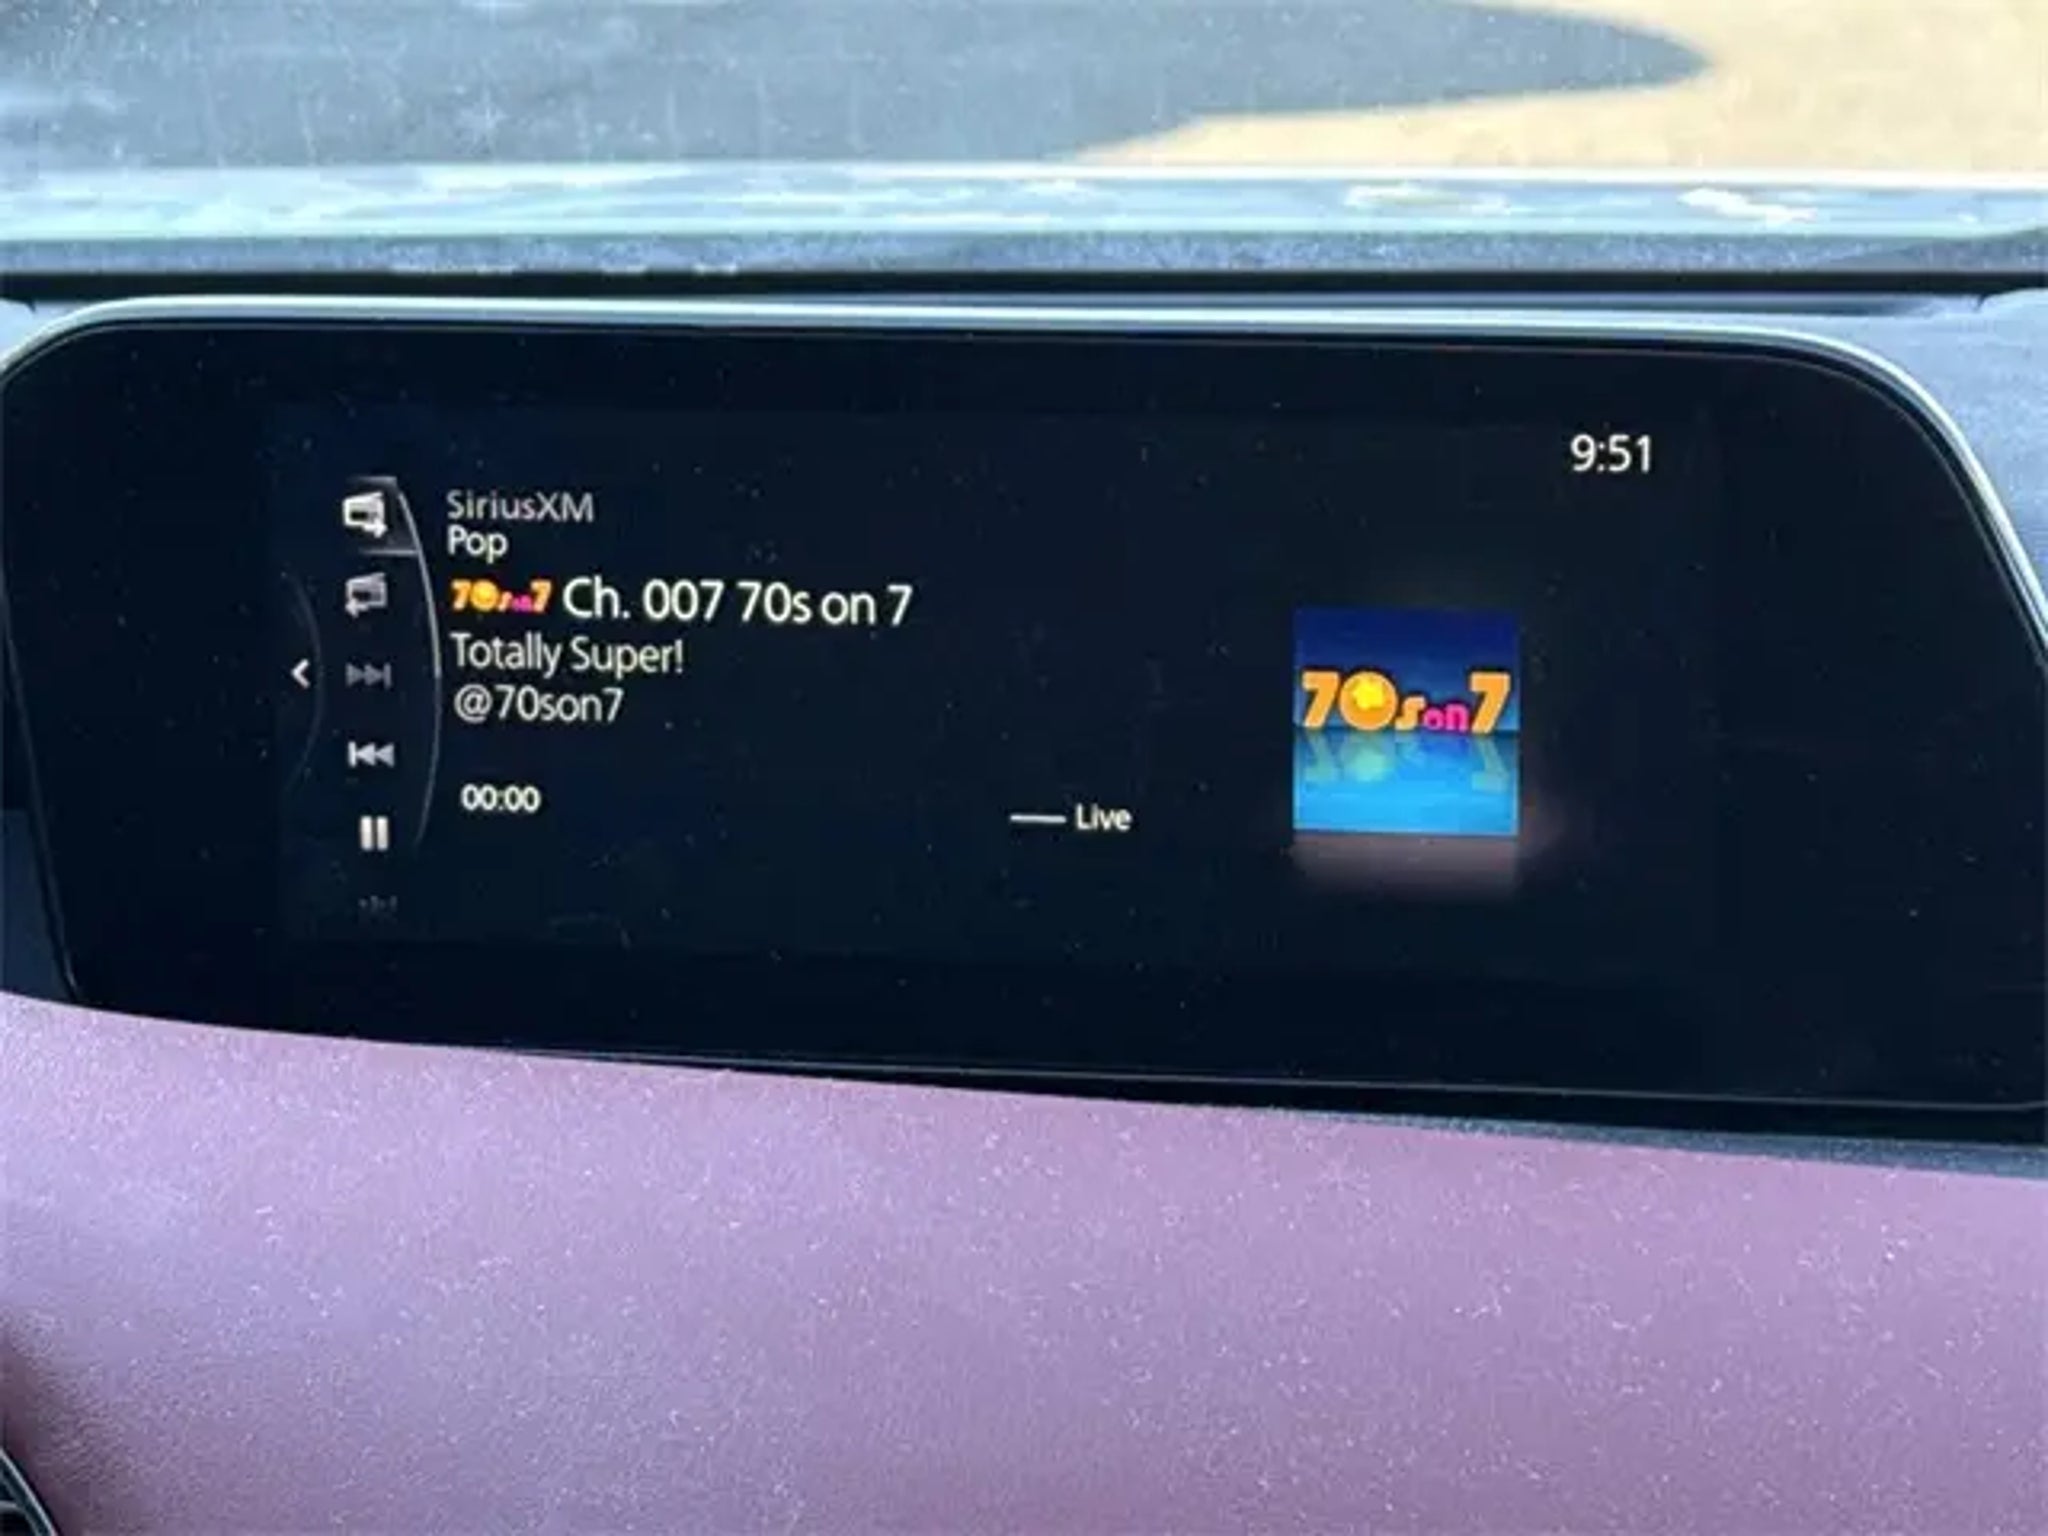 9:51
SiriusXM
Pop
70s on 7 Ch. 007 70s on 7
Totally Super!
@70son7
00:00
Live
70s on 7